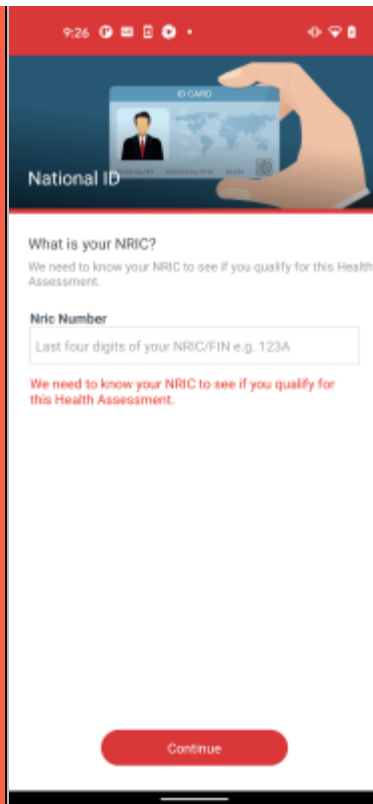 9:26
ID CARD
National ID
What is your NRIC?
We need to know your NRIC to see if you qualify for this Health
Assessment.
Nric Number
Last four digits of your NRIC/FIN e.g. 123A
We need to know your NRIC to see if you qualify for
this Health Assessment.
Continue